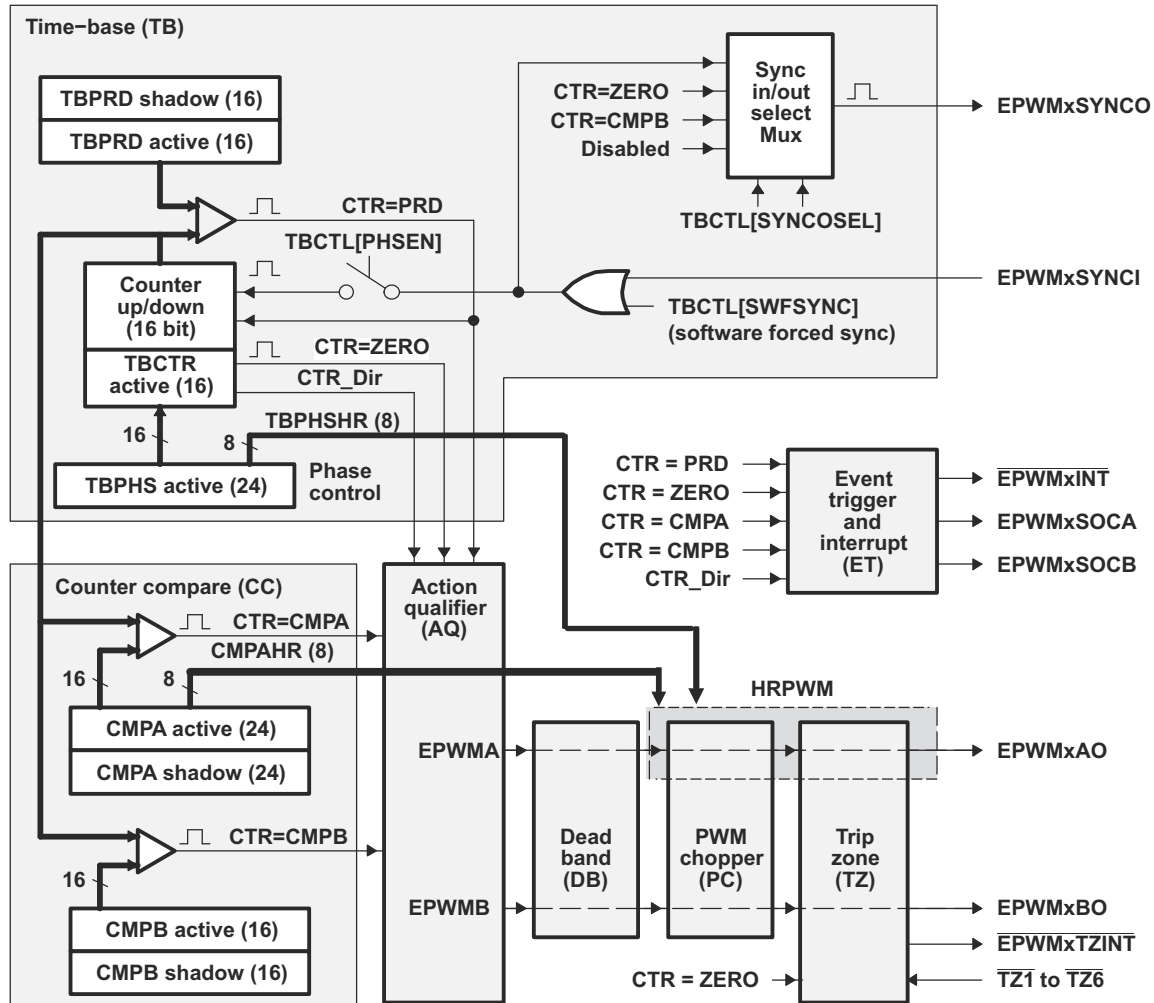 Time−base (TB)
TBPRD shadow (16)
TBPRD active (16)
CTR=ZERO
CTR=CMPB
Disabled
Sync
in/out
select
Mux
EPWMxSYNCO
TBCTL[SYNCOSEL]
CTR=PRD
TBCTL[PHSEN]
Counter
up/down
(16 bit)
EPWMxSYNCI
TBCTL[SWFSYNC]
(software forced sync)
TBCTR
active (16)
CTR=ZERO
CTR_Dir
16
8
TBPHSHR (8)
TBPHS active (24)
Phase
control
CTR = PRD
CTR = ZERO
CTR = CMPA
CTR = CMPB
CTR_Dir
Event
trigger
and
interrupt
(ET)
EPWMxINT
EPWMxSOCA
EPWMxSOCB
Counter compare (CC)
Action
qualifier
(AQ)
CTR=CMPA
CMPAHR (8)
16
8
CMPA active (24)
CMPA shadow (24)
HRPWM
EPWMA
EPWMxAO
CTR=CMPB
16
CMPB active (16)
CMPB shadow (16)
Dead
band
(DB)
PWM
chopper
(PC)
Trip
zone
(TZ)
EPWMB
EPWMxBO
EPWMxTZINT
CTR = ZERO
TZ1 to TZ6